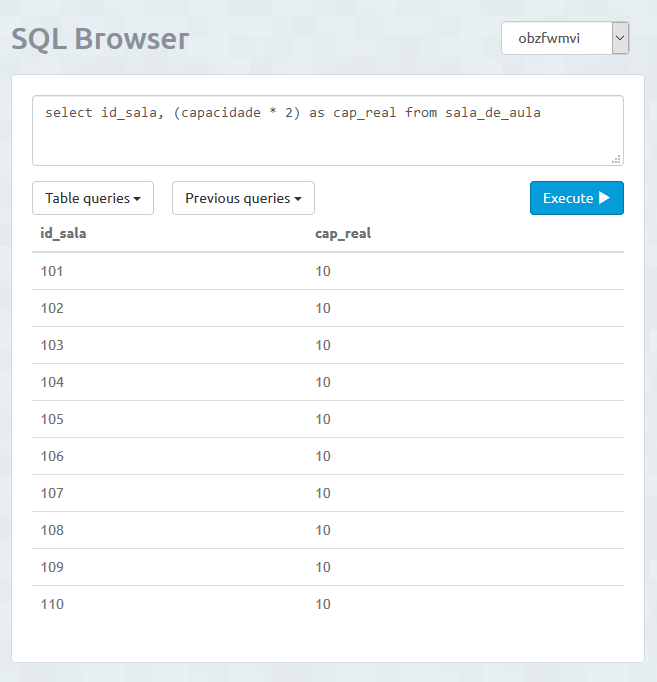 SQL Browser
obzfwmvi
select id_sala, (capacidade * 2) as cap_real from sala_de_aula
Table queries Previous queries Execute
id_sala cap_real
101 10
102 10
103 10
104 10
105 10
106 10
107 10
108 10
109 10
110 10